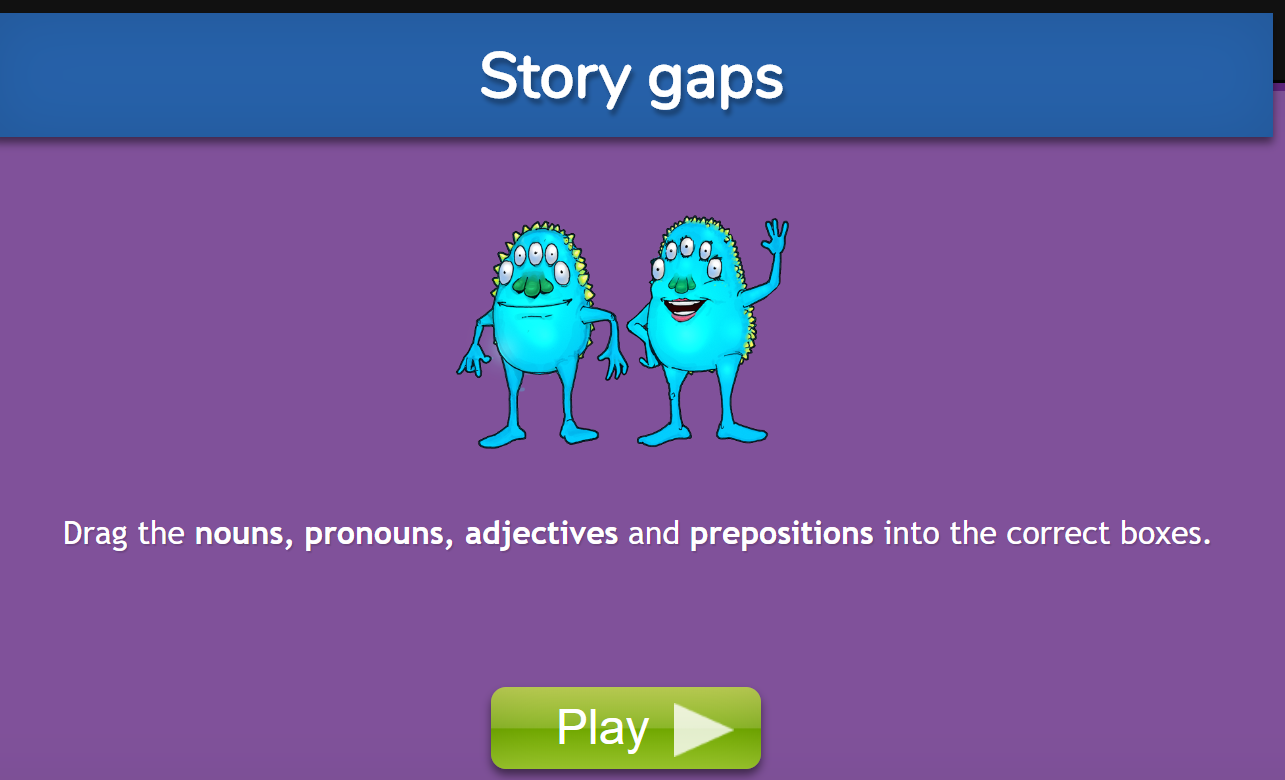 Story gaps
Drag the nouns, pronouns, adjectives and prepositions into the correct boxes.
Play